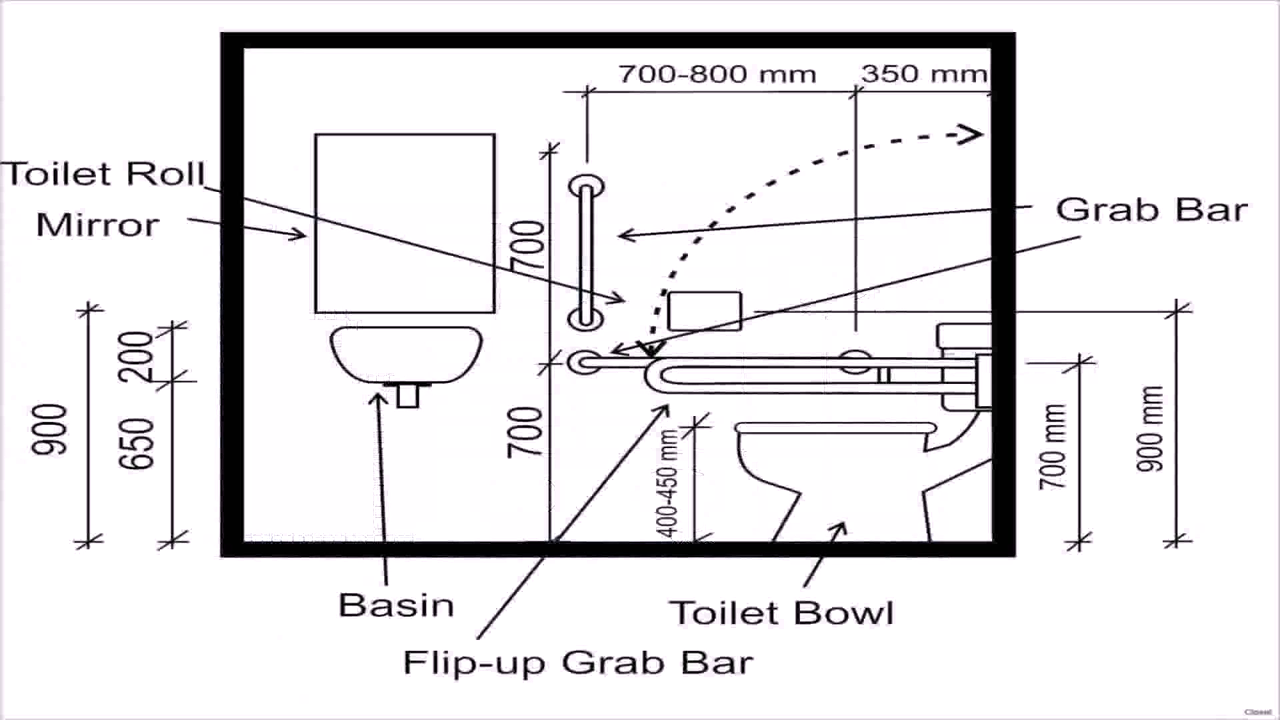 700-800 mm
350 mm
Toilet Roll
Mirror
Grab Bar
700
200
900
650
700
400-450 mm
700 mm
900 mm
Basin
Toilet Bowl
Flip-up Grab Bar